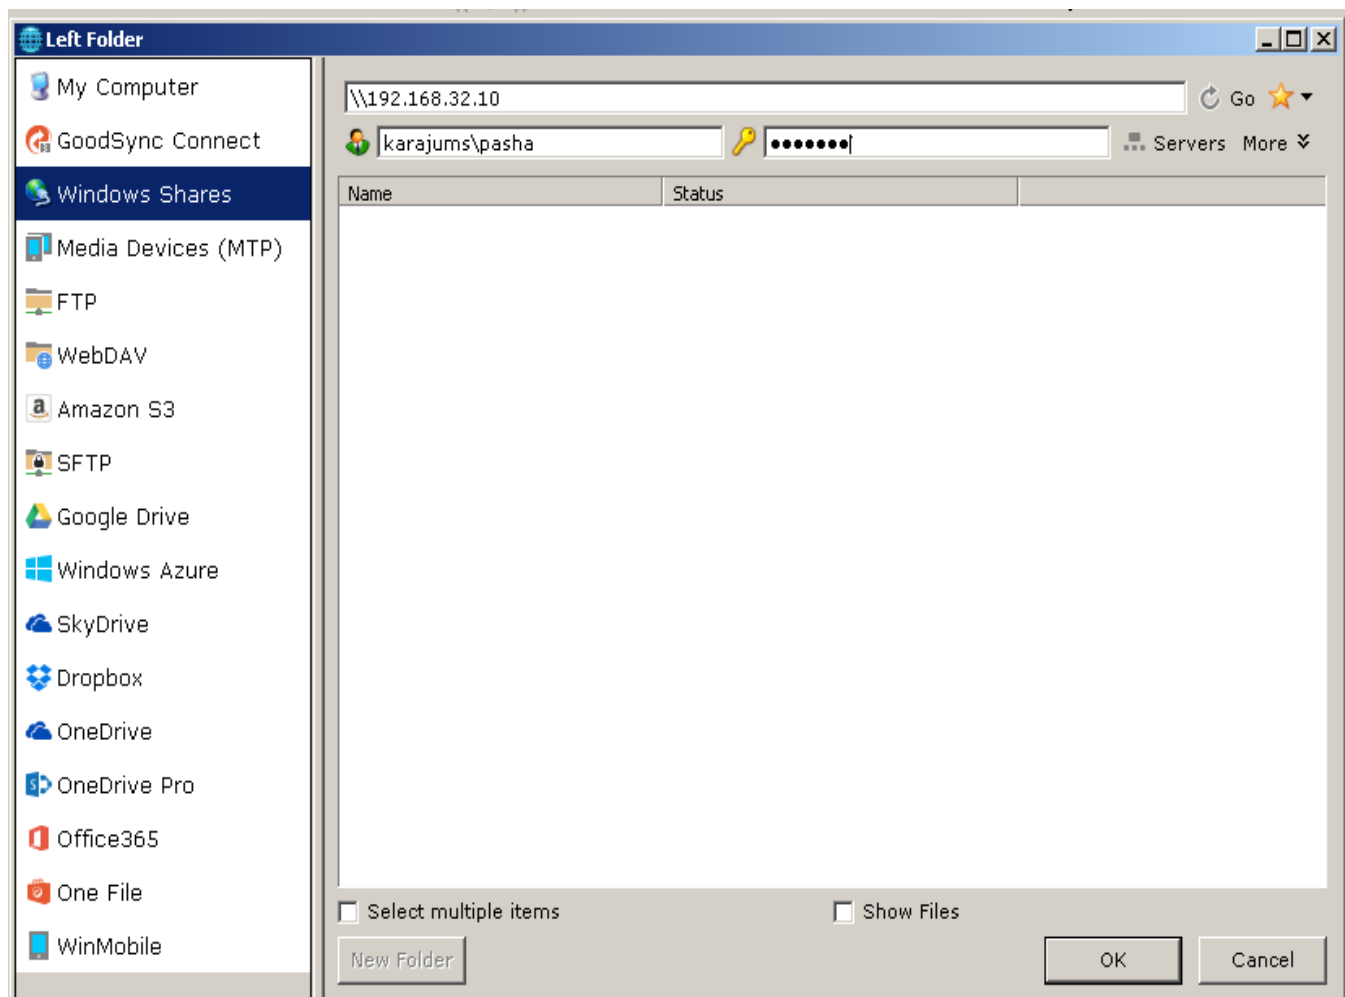 Left Folder
My Computer
GoodSync Connect
Windows Shares
Media Devices (MTP)
FTP
WebDAV
Amazon S3
SFTP
Google Drive
Windows Azure
SkyDrive
Dropbox
OneDrive
OneDrive Pro
Office365
One File
WinMobile
\\192.168.32.10
Go
karajums\pasha
•••••••
Servers More
Name Status
Select multiple items Show Files
New Folder OK Cancel